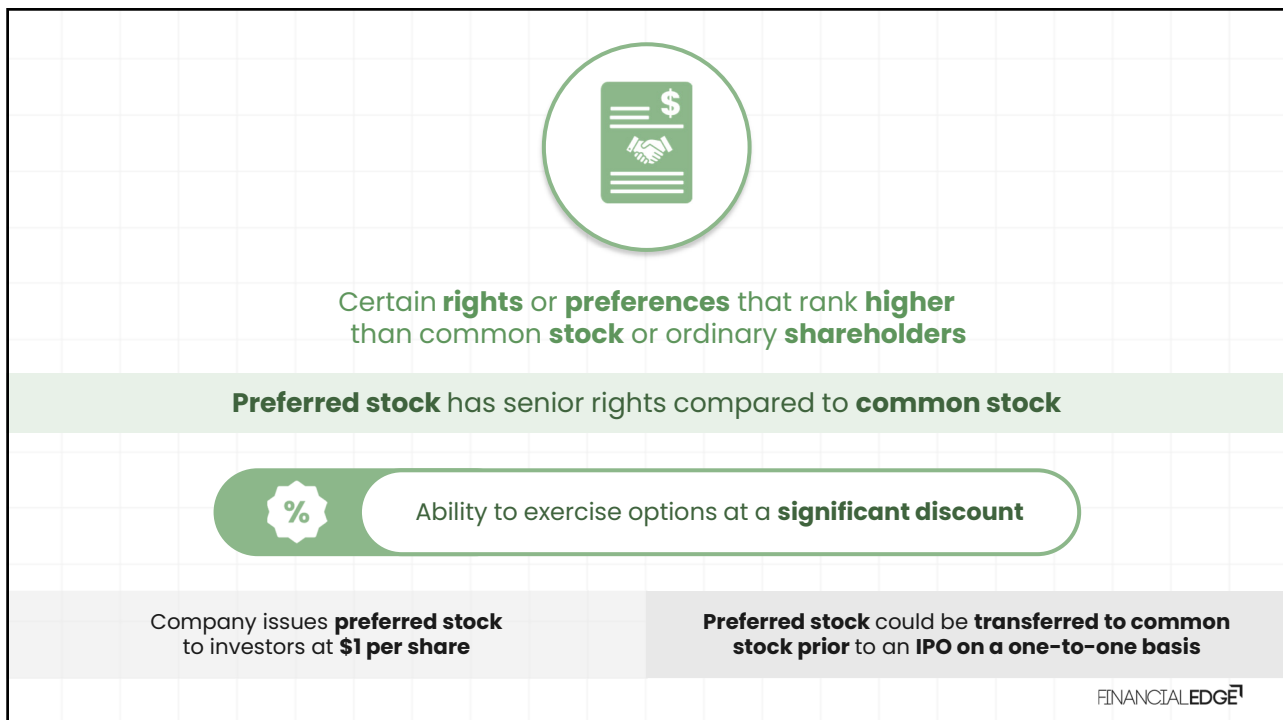 $
Certain rights or preferences that rank higher
than common stock or ordinary shareholders
Preferred stock has senior rights compared to common stock
%
Ability to exercise options at a significant discount
Company issues preferred stock
to investors at $1 per share
Preferred stock could be transferred to common
stock prior to an IPO on a one-to-one basis
FINANCIALEDGE